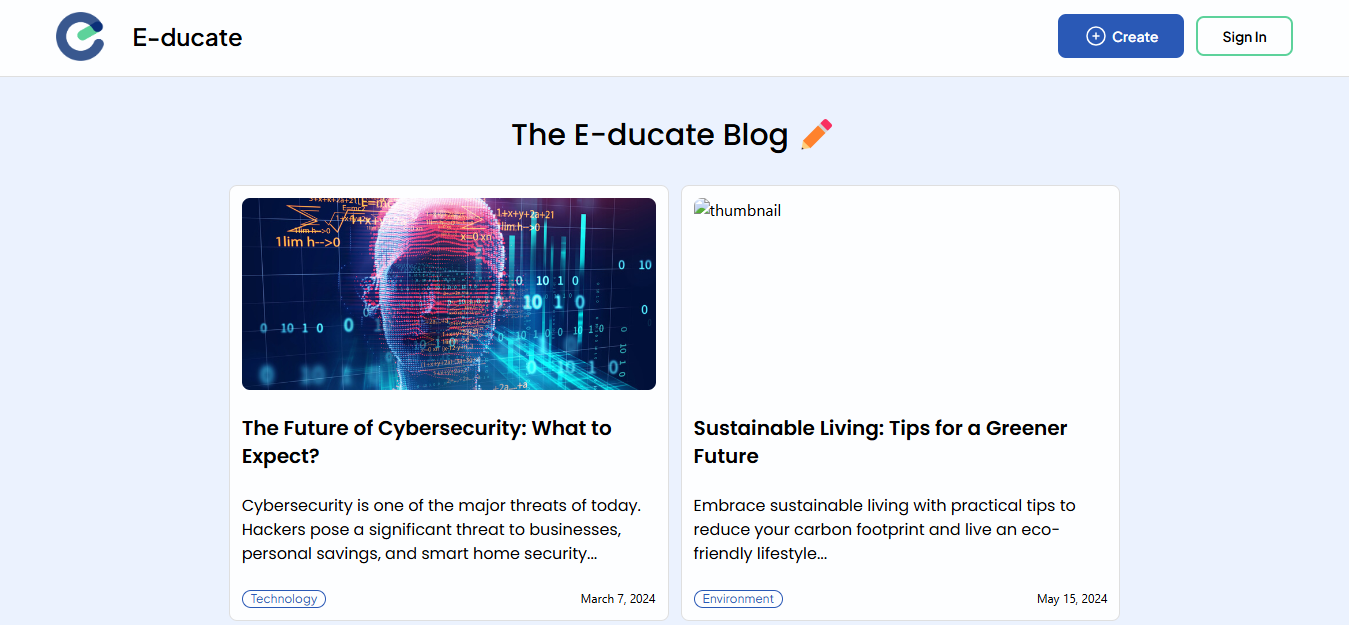 E-ducate
Create
Sign In
The E-ducate Blog
thumbnail
The Future of Cybersecurity: What to
Expect?
Cybersecurity is one of the major threats of today.
Hackers pose a significant threat to businesses,
personal savings, and smart home security...
Technology
March 7, 2024
Sustainable Living: Tips for a Greener
Future
Embrace sustainable living with practical tips to
reduce your carbon footprint and live an eco-
friendly lifestyle...
Environment
May 15, 2024